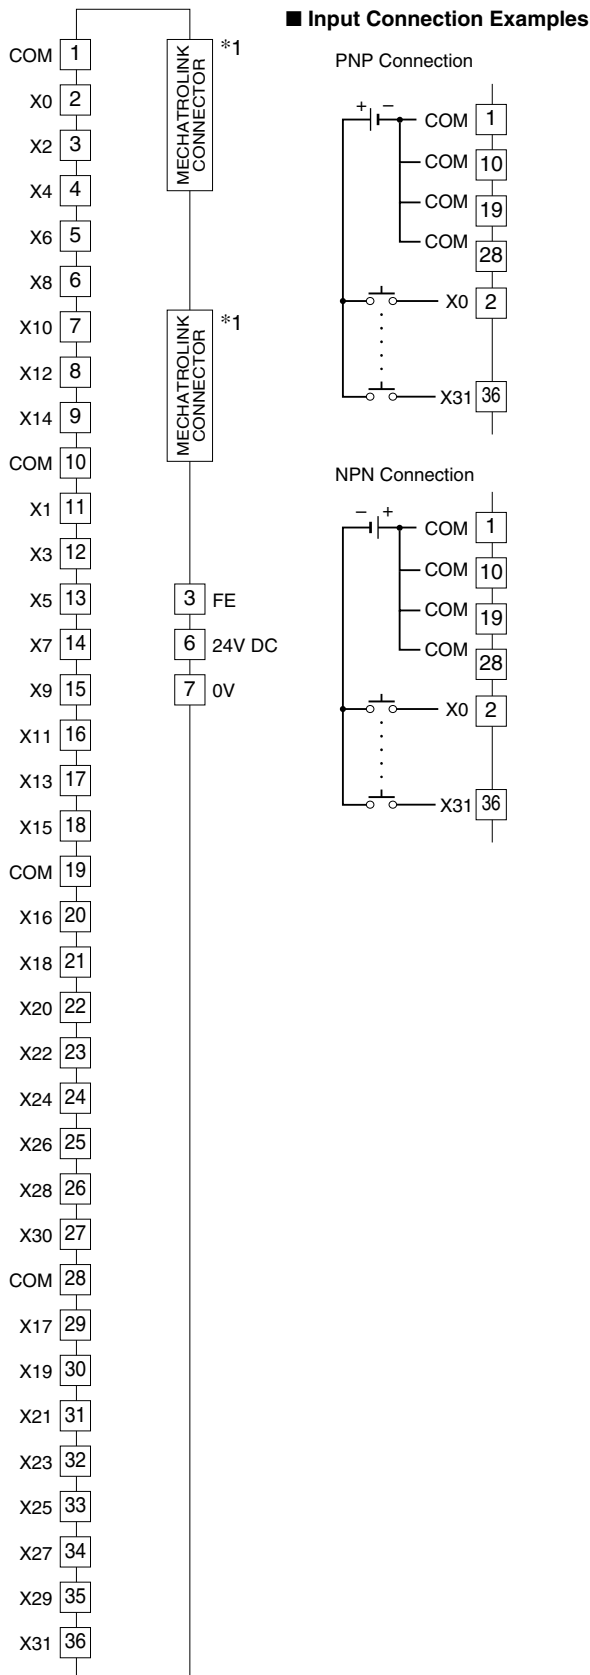 COM 1
X0 2
X2 3
X4 4
X6 5
X8 6
X10 7
X12 8
X14 9
COM 10
X1 11
X3 12
X5 13
X7 14
X9 15
X11 16
X13 17
X15 18
COM 19
X16 20
X18 21
X20 22
X22 23
X24 24
X26 25
X28 26
X30 27
COM 28
X17 29
X19 30
X21 31
X23 32
X25 33
X27 34
X29 35
X31 36
MECHATROLINK
CONNECTOR
*1
MECHATROLINK
CONNECTOR
*1
3 FE
6 24V DC
7 0V
■ Input Connection Examples
PNP Connection
+ −
COM 1
COM 10
COM 19
COM 28
X0 2
X31 36
NPN Connection
− +
COM 1
COM 10
COM 19
COM 28
X0 2
X31 36